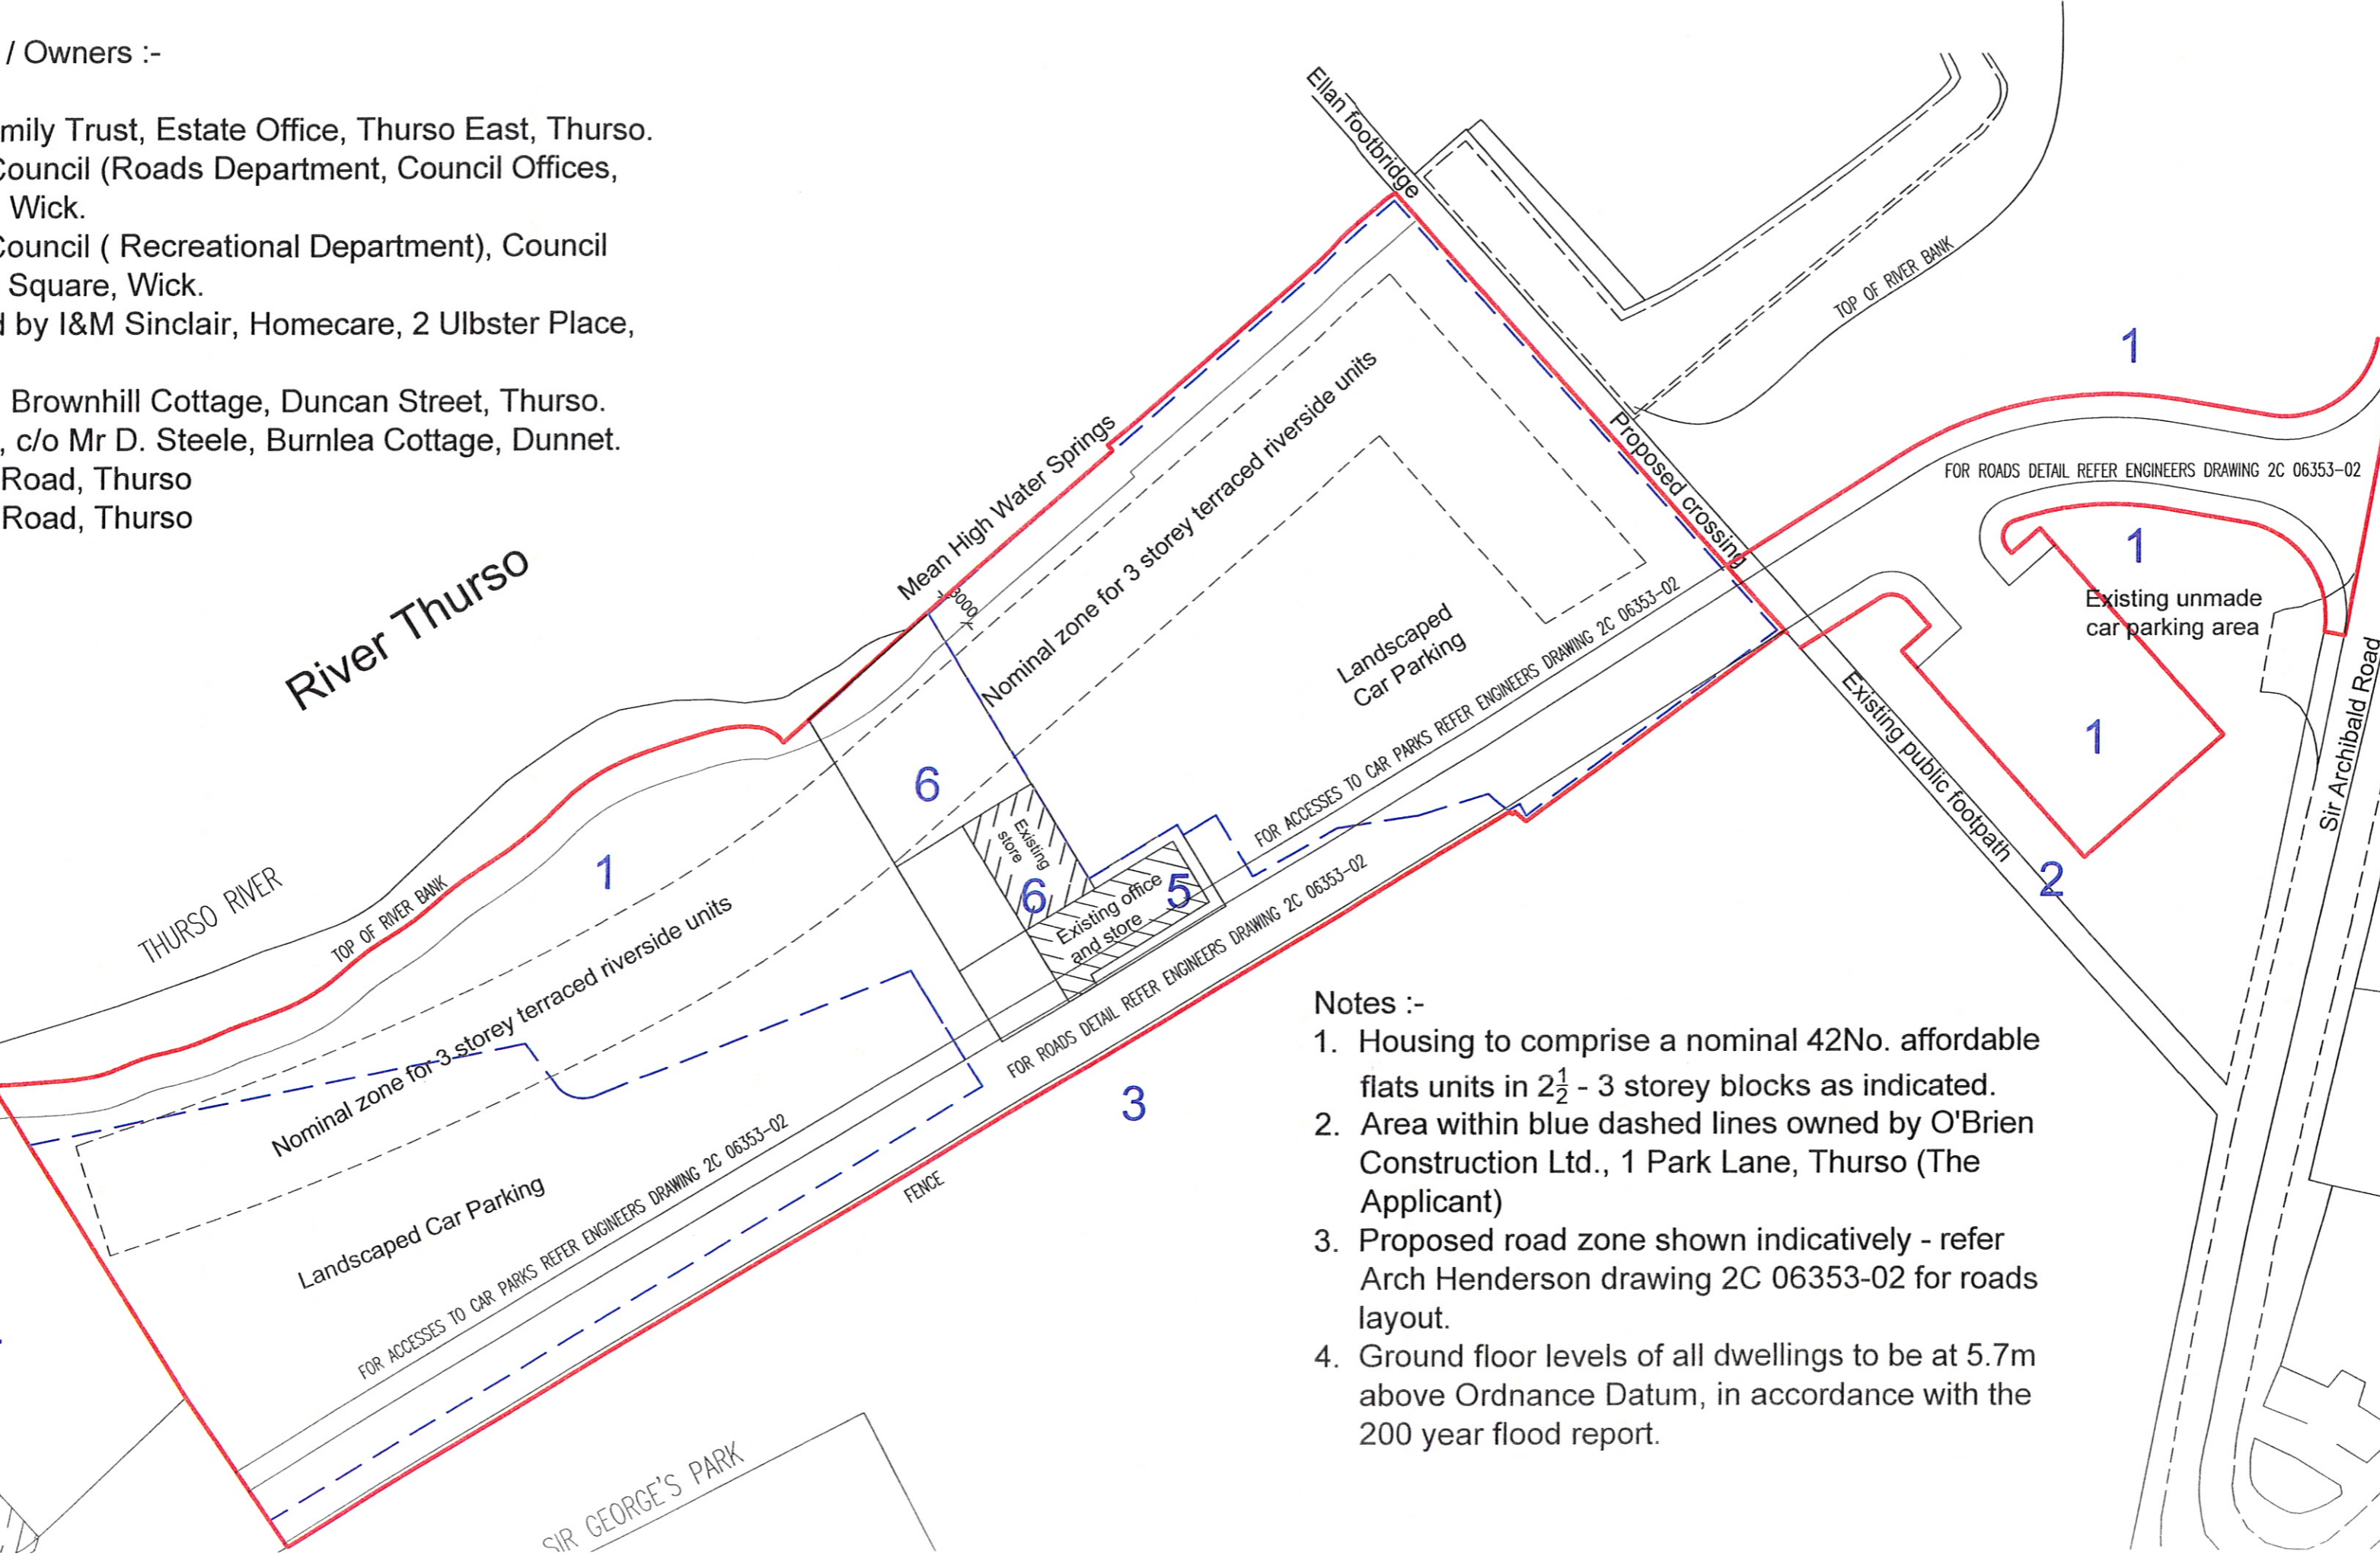 / Owners :-
mily Trust, Estate Office, Thurso East, Thurso.
Council (Roads Department, Council Offices,
Wick.
Council ( Recreational Department), Council
Square, Wick.
d by I&M Sinclair, Homecare, 2 Ulbster Place,
Brownhill Cottage, Duncan Street, Thurso.
, c/o Mr D. Steele, Burnlea Cottage, Dunnet.
Road, Thurso
Road, Thurso
Ellan footbridge
TOP OF RIVER BANK
1
Proposed crossing
FOR ROADS DETAIL REFER ENGINEERS DRAWING 2C 06353-02
1
Existing unmade
car parking area
1
Sir Archibald Road
Existing public footpath
2
River Thurso
Mean High Water Springs
3000
Nominal zone for 3 storey terraced riverside units
Landscaped
Car Parking
FOR ACCESSES TO CAR PARKS REFER ENGINEERS DRAWING 2C 06353-02
6
Existing
store
6
Existing office
and store
5
1
THURSO RIVER
TOP OF RIVER BANK
Nominal zone for 3 storey terraced riverside units
FOR ROADS DETAIL REFER ENGINEERS DRAWING 2C 06353-02
3
Landscaped Car Parking
FOR ACCESSES TO CAR PARKS REFER ENGINEERS DRAWING 2C 06353-02
FENCE
SIR GEORGE'S PARK
Notes :-
1. Housing to comprise a nominal 42No. affordable
flats units in 2½ - 3 storey blocks as indicated.
2. Area within blue dashed lines owned by O'Brien
Construction Ltd., 1 Park Lane, Thurso (The
Applicant)
3. Proposed road zone shown indicatively - refer
Arch Henderson drawing 2C 06353-02 for roads
layout.
4. Ground floor levels of all dwellings to be at 5.7m
above Ordnance Datum, in accordance with the
200 year flood report.